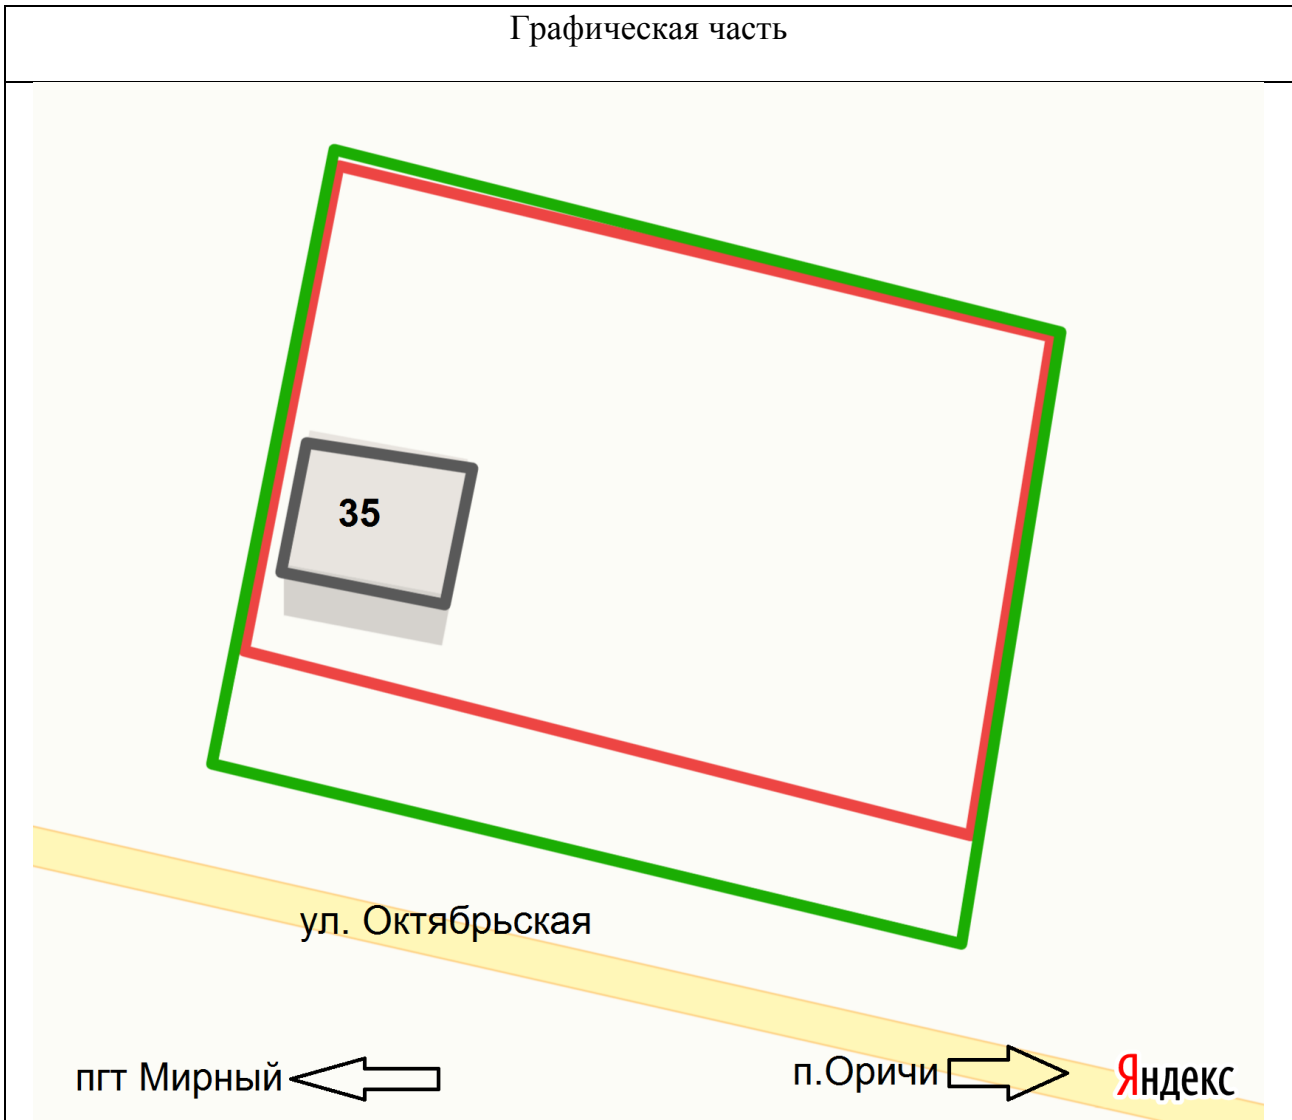 Графическая часть
35
ул. Октябрьская
пгт Мирный
п.Оричи
Яндекс